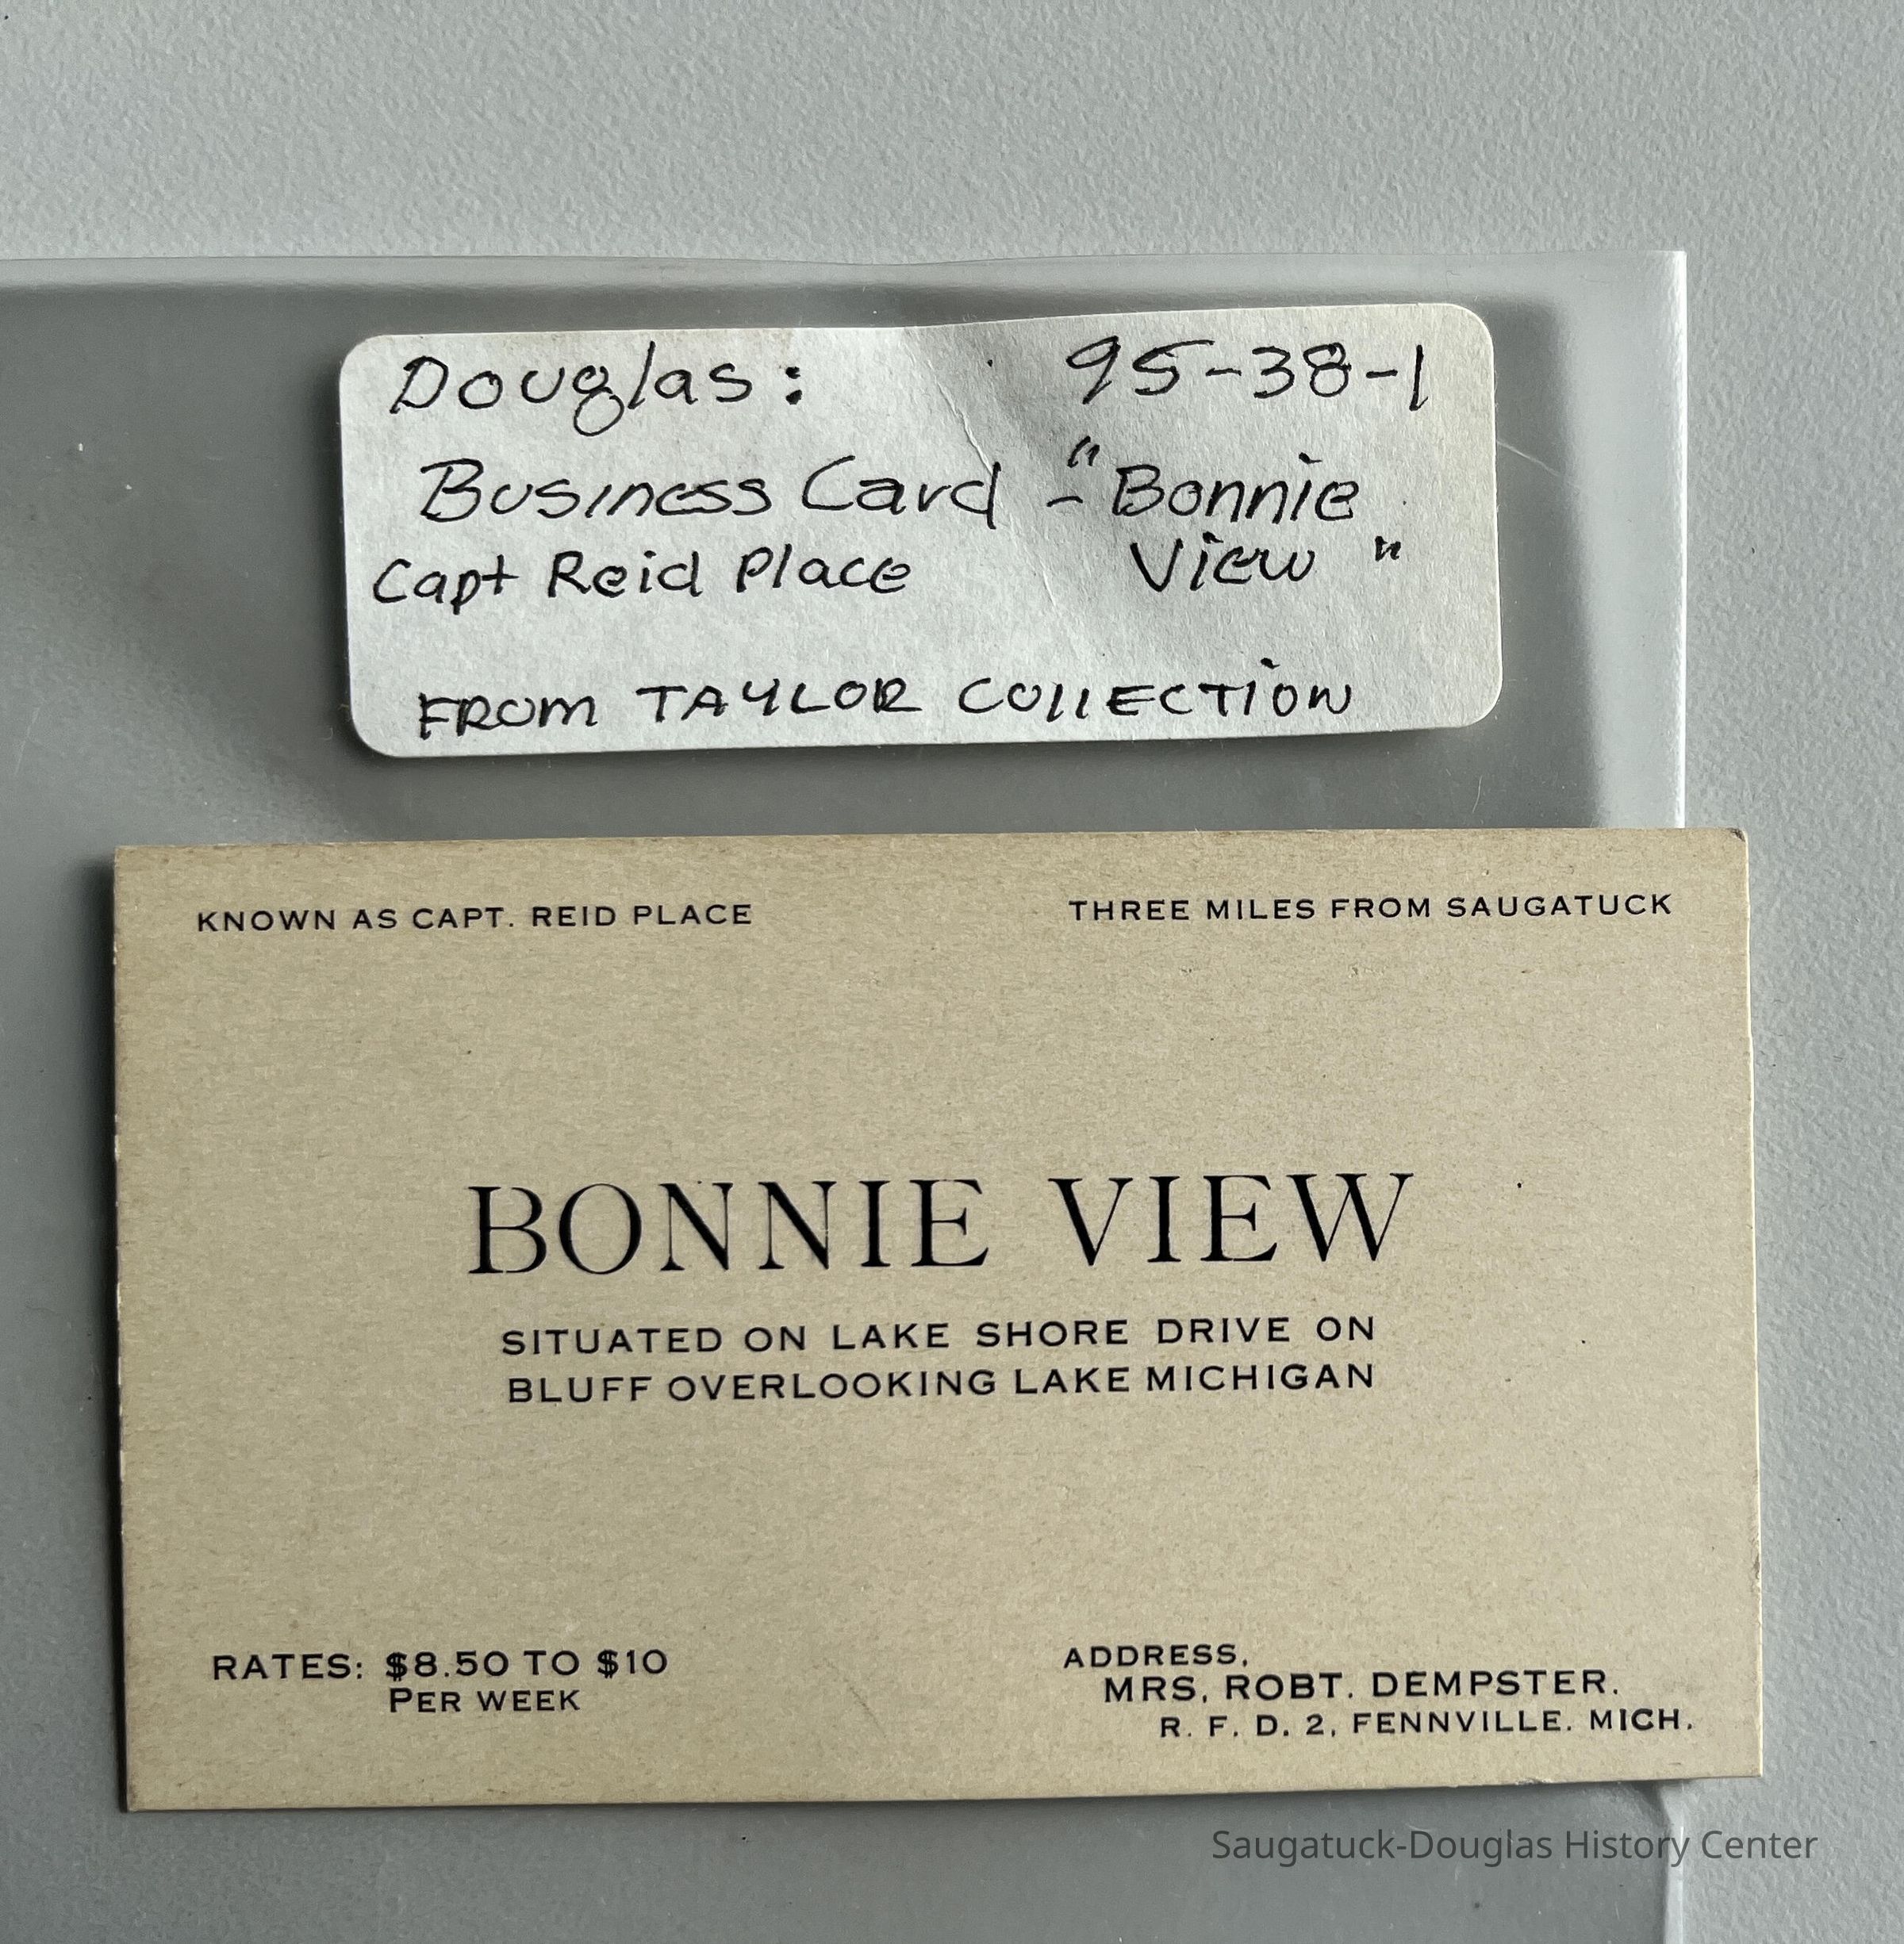 Douglas: 95-38-1
Business Card - "Bonnie
Capt Reid Place View"
FROM TAYLOR COllECTiON
KNOWN AS CAPT. REID PLACE
THREE MILES FROM SAUGATUCK
BONNIE VIEW
SITUATED ON LAKE SHORE DRIVE ON
BLUFF OVERLOOKING LAKE MICHIGAN
RATES: $8.50 TO $10
PER WEEK
ADDRESS,
MRS. ROBT. DEMPSTER.
R. F. D. 2, FENNVILLE. MICH.
Saugatuck-Douglas History Center